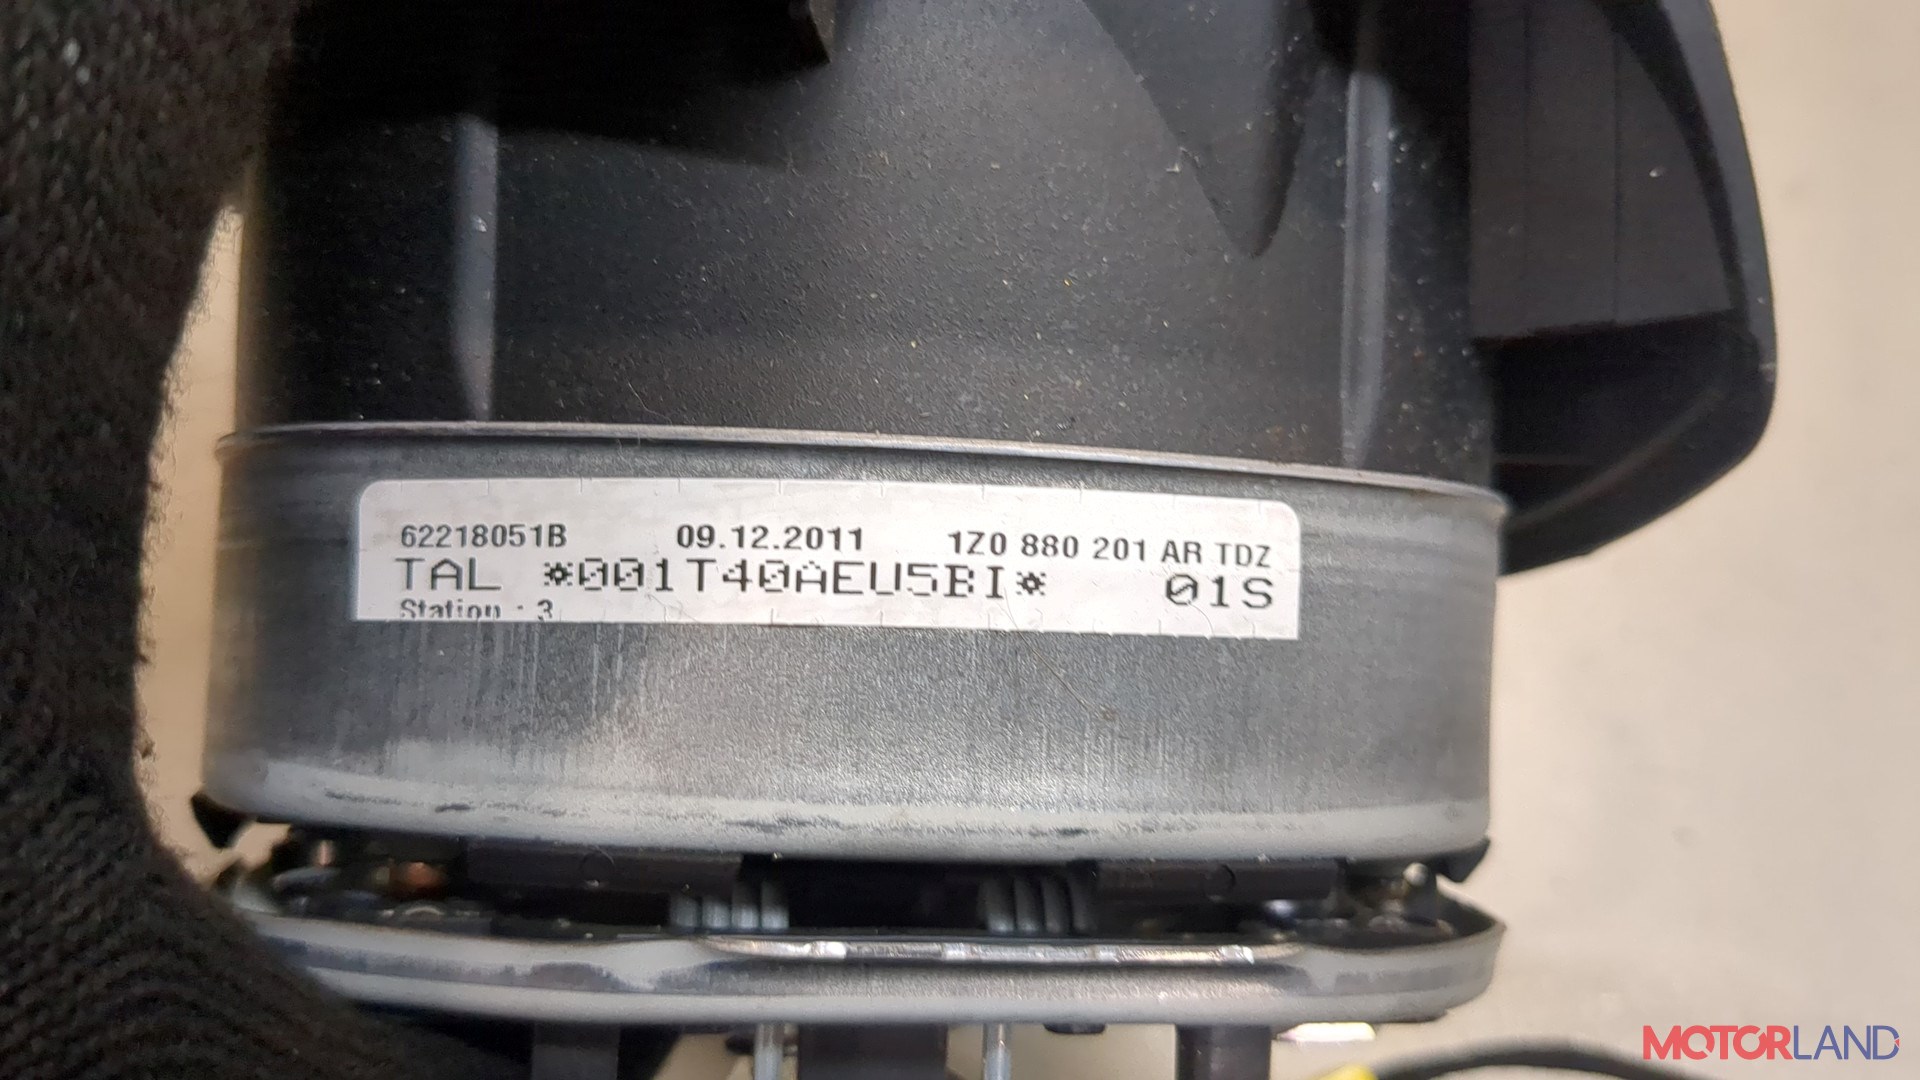 62218051B 09.12.2011 1Z0 880 201 AR TDZ
TAL *001T40AEU5BI* 01S
Station : 3
MOTORLAND